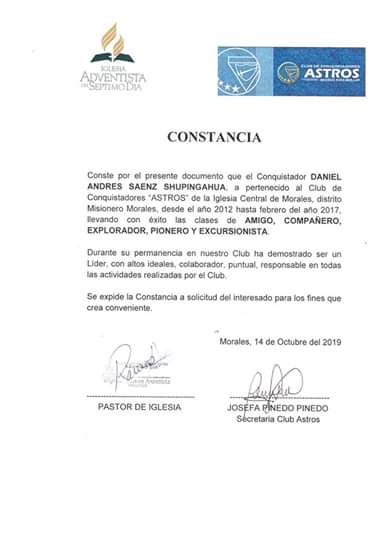 IGLESIA
ADVENTISTA
DEL SÉPTIMO DÍA
CLUB DE CONQUISTADORES
ASTROS
CONSTANCIA
Conste por el presente documento que el Conquistador DANIEL
ANDRES SAENZ SHUPINGAHUA, a pertenecido al Club de
Conquistadores "ASTROS" de la Iglesia Central de Morales, distrito
Misionero Morales, desde el año 2012 hasta febrero del año 2017,
llevando con éxito las clases de AMIGO, COMPAÑERO,
EXPLORADOR, PIONERO Y EXCURSIONISTA.
Durante su permanencia en nuestro Club ha demostrado ser un
Líder, con altos ideales, colaborador, puntual, responsable en todas
las actividades realizadas por el Club.
Se expide la Constancia a solicitud del interesado para los fines que
crea conveniente.
Morales, 14 de Octubre del 2019
PASTOR DE IGLESIA
JOSEFA PINEDO PINEDO
Secretaria Club Astros